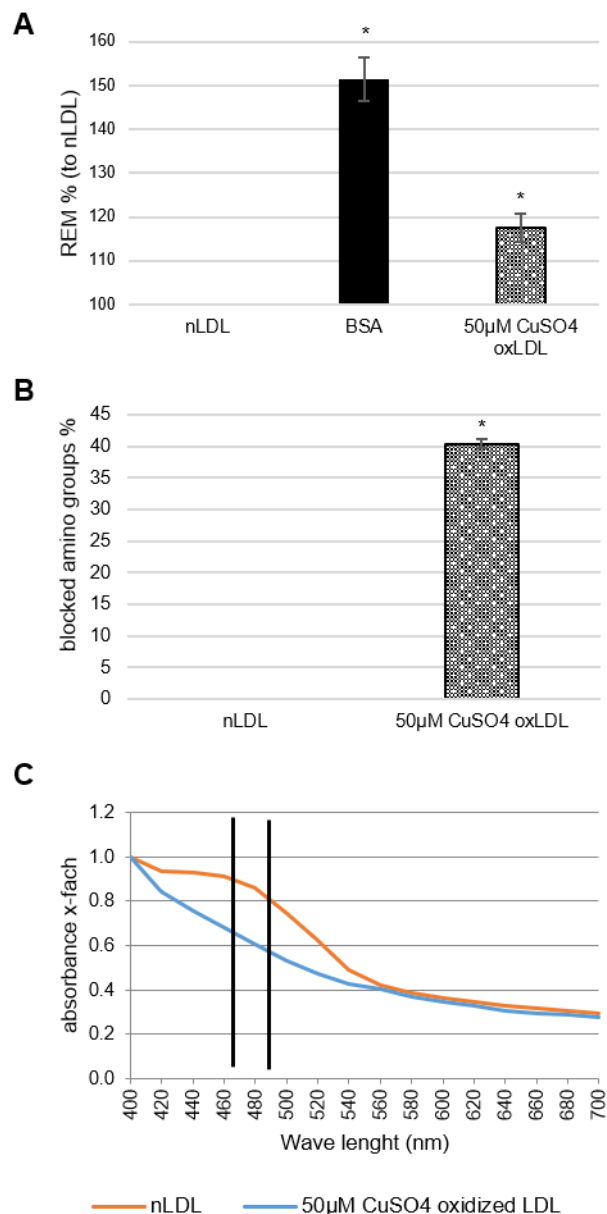 A
REM % (to nLDL)
160
150
140
130
120
110
100
*
*
nLDL
BSA
50µM CuSO4
oxLDL
B
blocked amino groups %
45
40
35
30
25
20
15
10
5
0
*
nLDL
50µM CuSO4 oxLDL
C
absorbance x-fach
1.2
1.0
0.8
0.6
0.4
0.2
0.0
400
420
440
460
480
500
520
540
560
580
600
620
640
660
680
700
Wave lenght (nm)
nLDL
50µM CuSO4 oxidized LDL